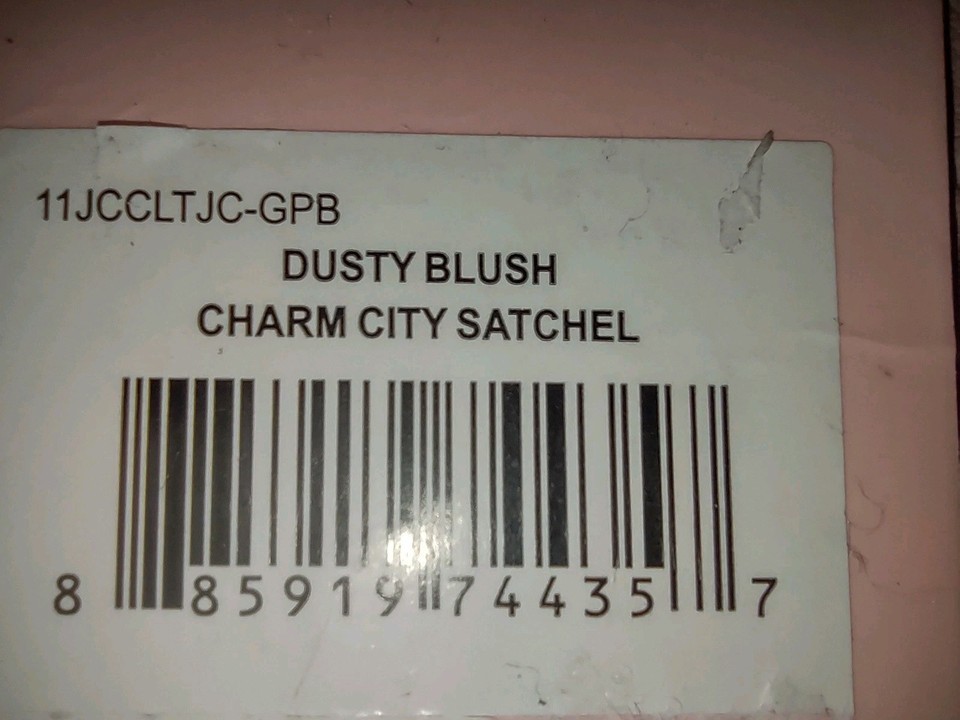 11JCCLTJC-GPB
DUSTY BLUSH
CHARM CITY SATCHEL
8 85919 74435 7